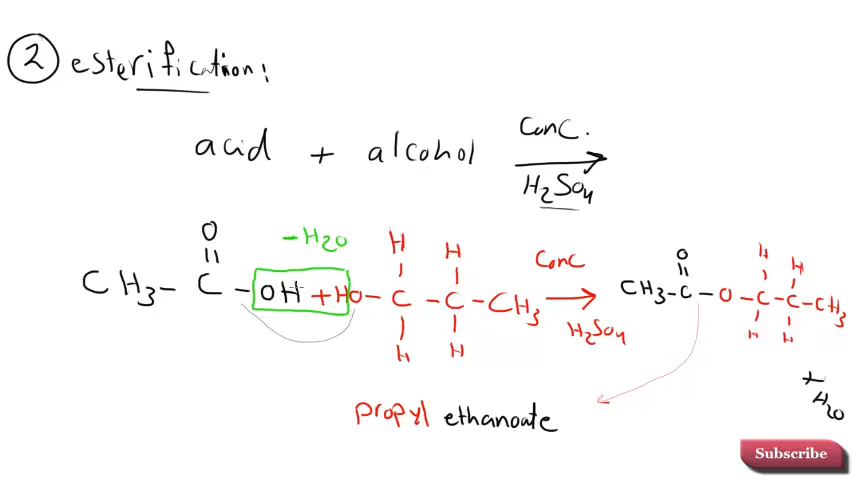 2 esterification:
acid + alcohol Conc. H2SO4
O
-H2O H H
CH3 - C - OH + HO - C - C - CH3 Conc H2SO4
H H
O H H
CH3 - C - O - C - C - CH3
H H
+ H2O
propyl ethanoate
Subscribe